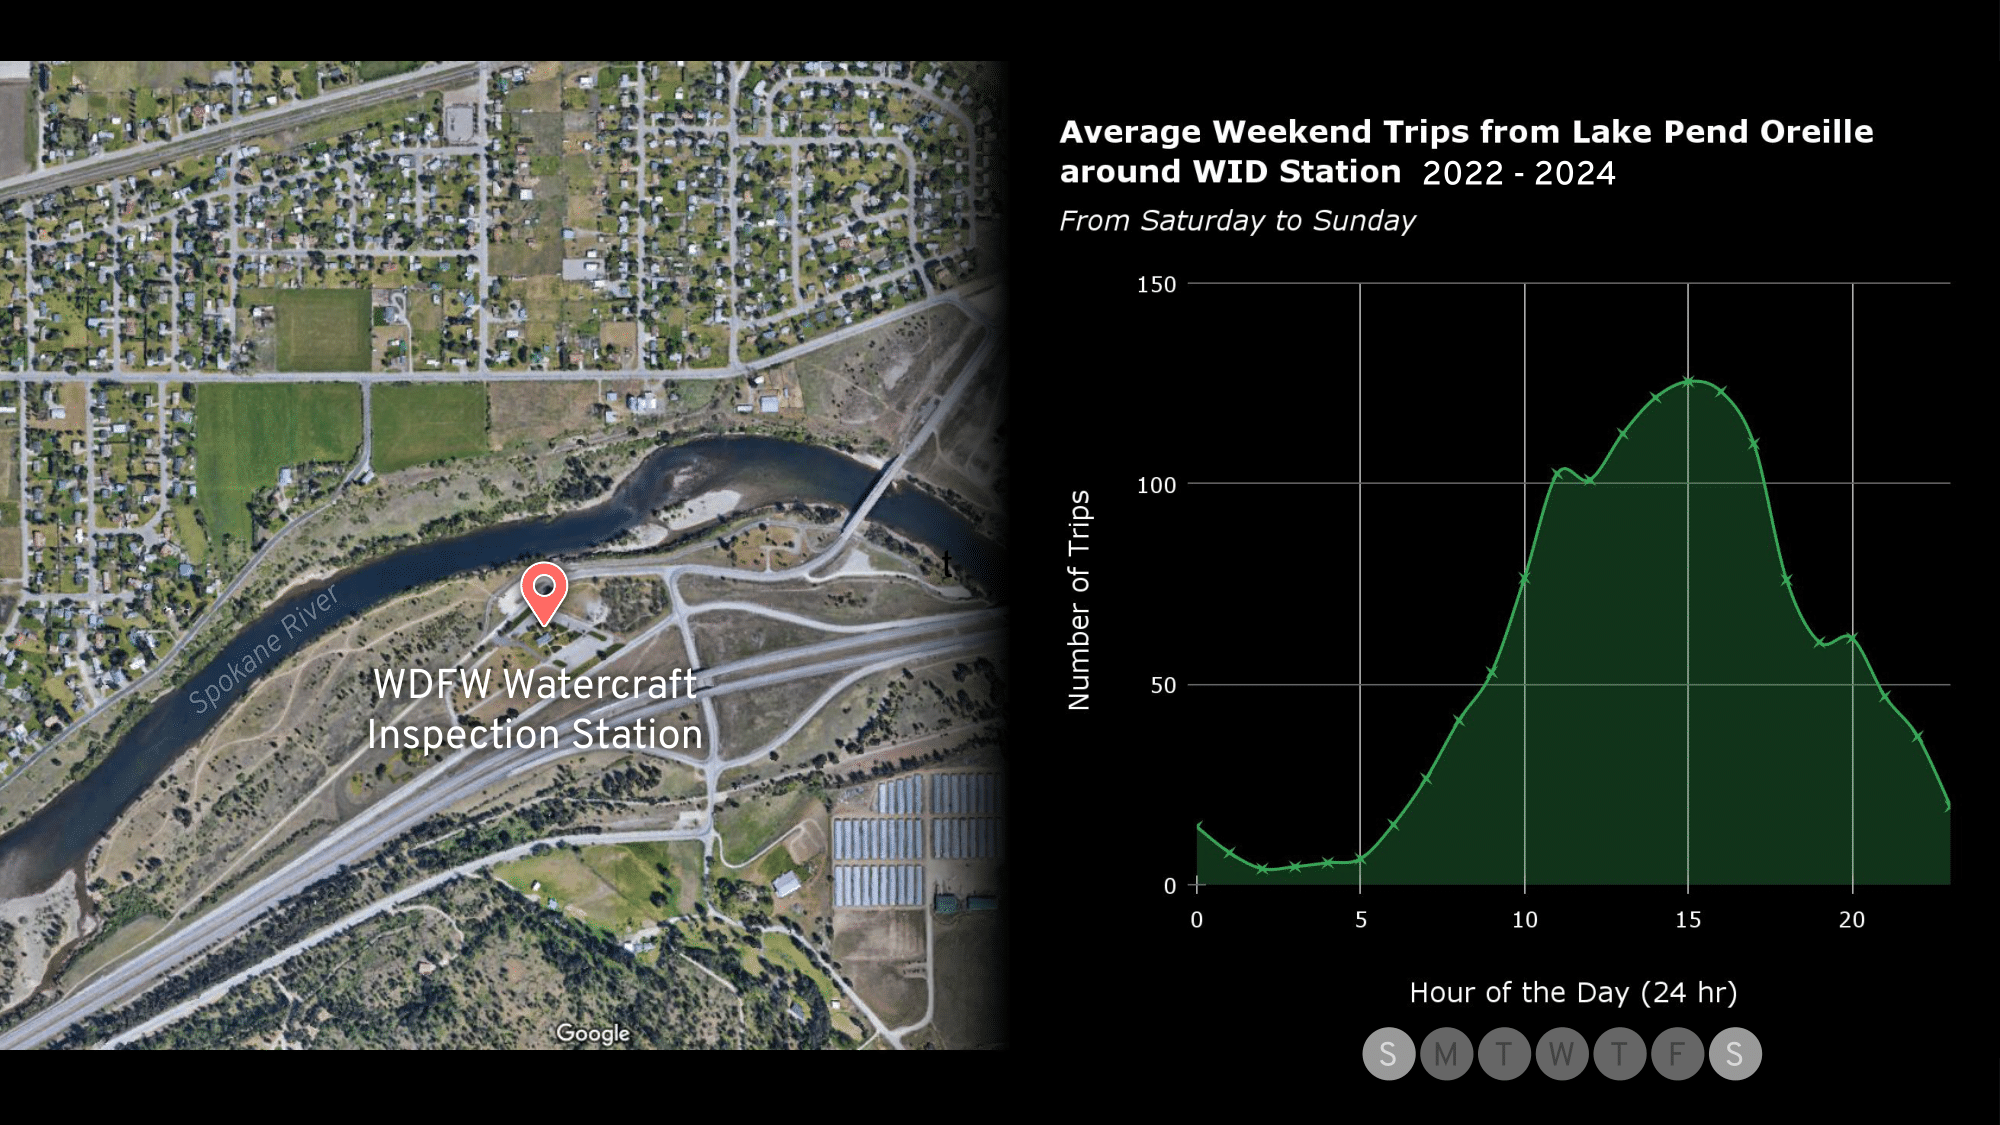 Spokane River
WDFW Watercraft
Inspection Station
t
Google
Average Weekend Trips from Lake Pend Oreille
around WID Station 2022 - 2024
From Saturday to Sunday
150
100
50
0
Number of Trips
0 5 10 15 20
Hour of the Day (24 hr)
S M T W T F S